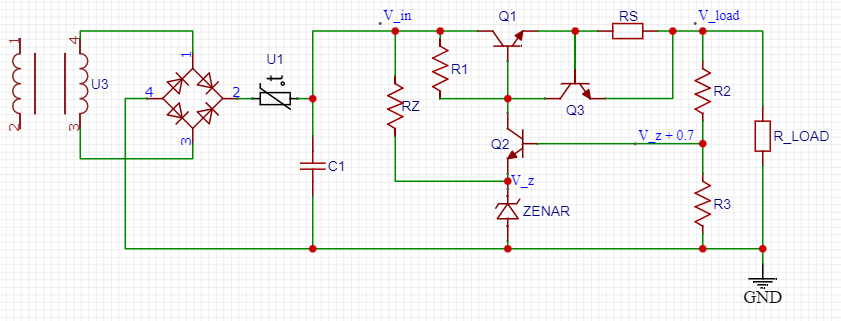 V_in
Q1
RS
V_load
1
4
U1
1
t.
R1
U3
4
2
RZ
Q3
R2
2
3
3
Q2
V_z + 0.7
R_LOAD
C1
V_z
ZENAR
R3
GND